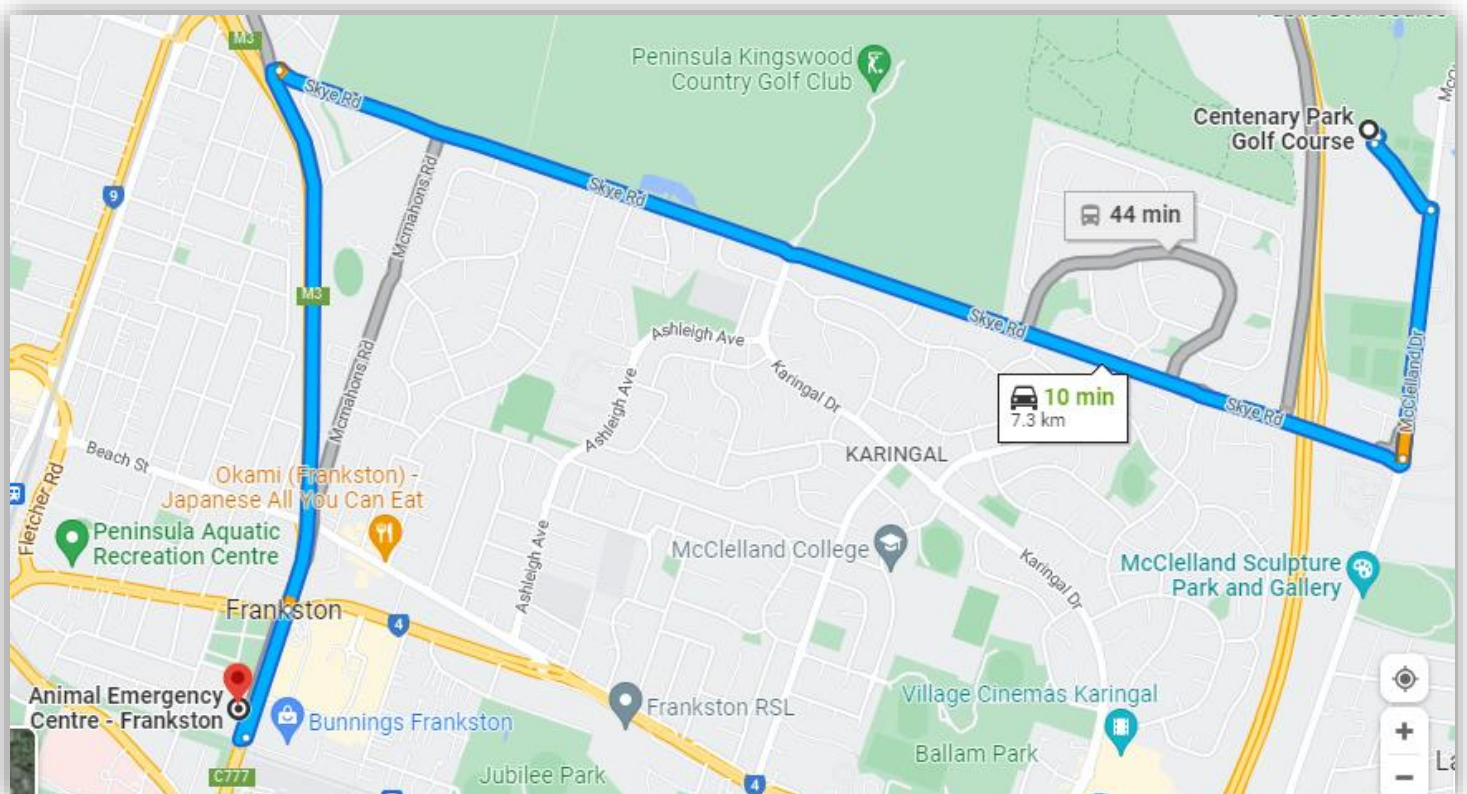 M3
Skye Rd
Peninsula Kingswood
Country Golf Club
Centenary Park
Golf Course
9
Mcmahons Rd
Skye Rd
44 min
M3
Ashleigh Ave
Skye Rd
McClelland Dr
Mcmahons Rd
Ashleigh Ave
Karingal Dr
10 min
7.3 km
Skye Rd
Beach St
KARINGAL
Fletcher Rd
Okami (Frankston) -
Japanese All You Can Eat
Peninsula Aquatic
Recreation Centre
Ashleigh Ave
McClelland College
Karingal Dr
McClelland Sculpture
Park and Gallery
Frankston
4
Animal Emergency
Centre - Frankston
Bunnings Frankston
Frankston RSL
Village Cinemas Karingal
Ballam Park
C777
Jubilee Park
4
+
−